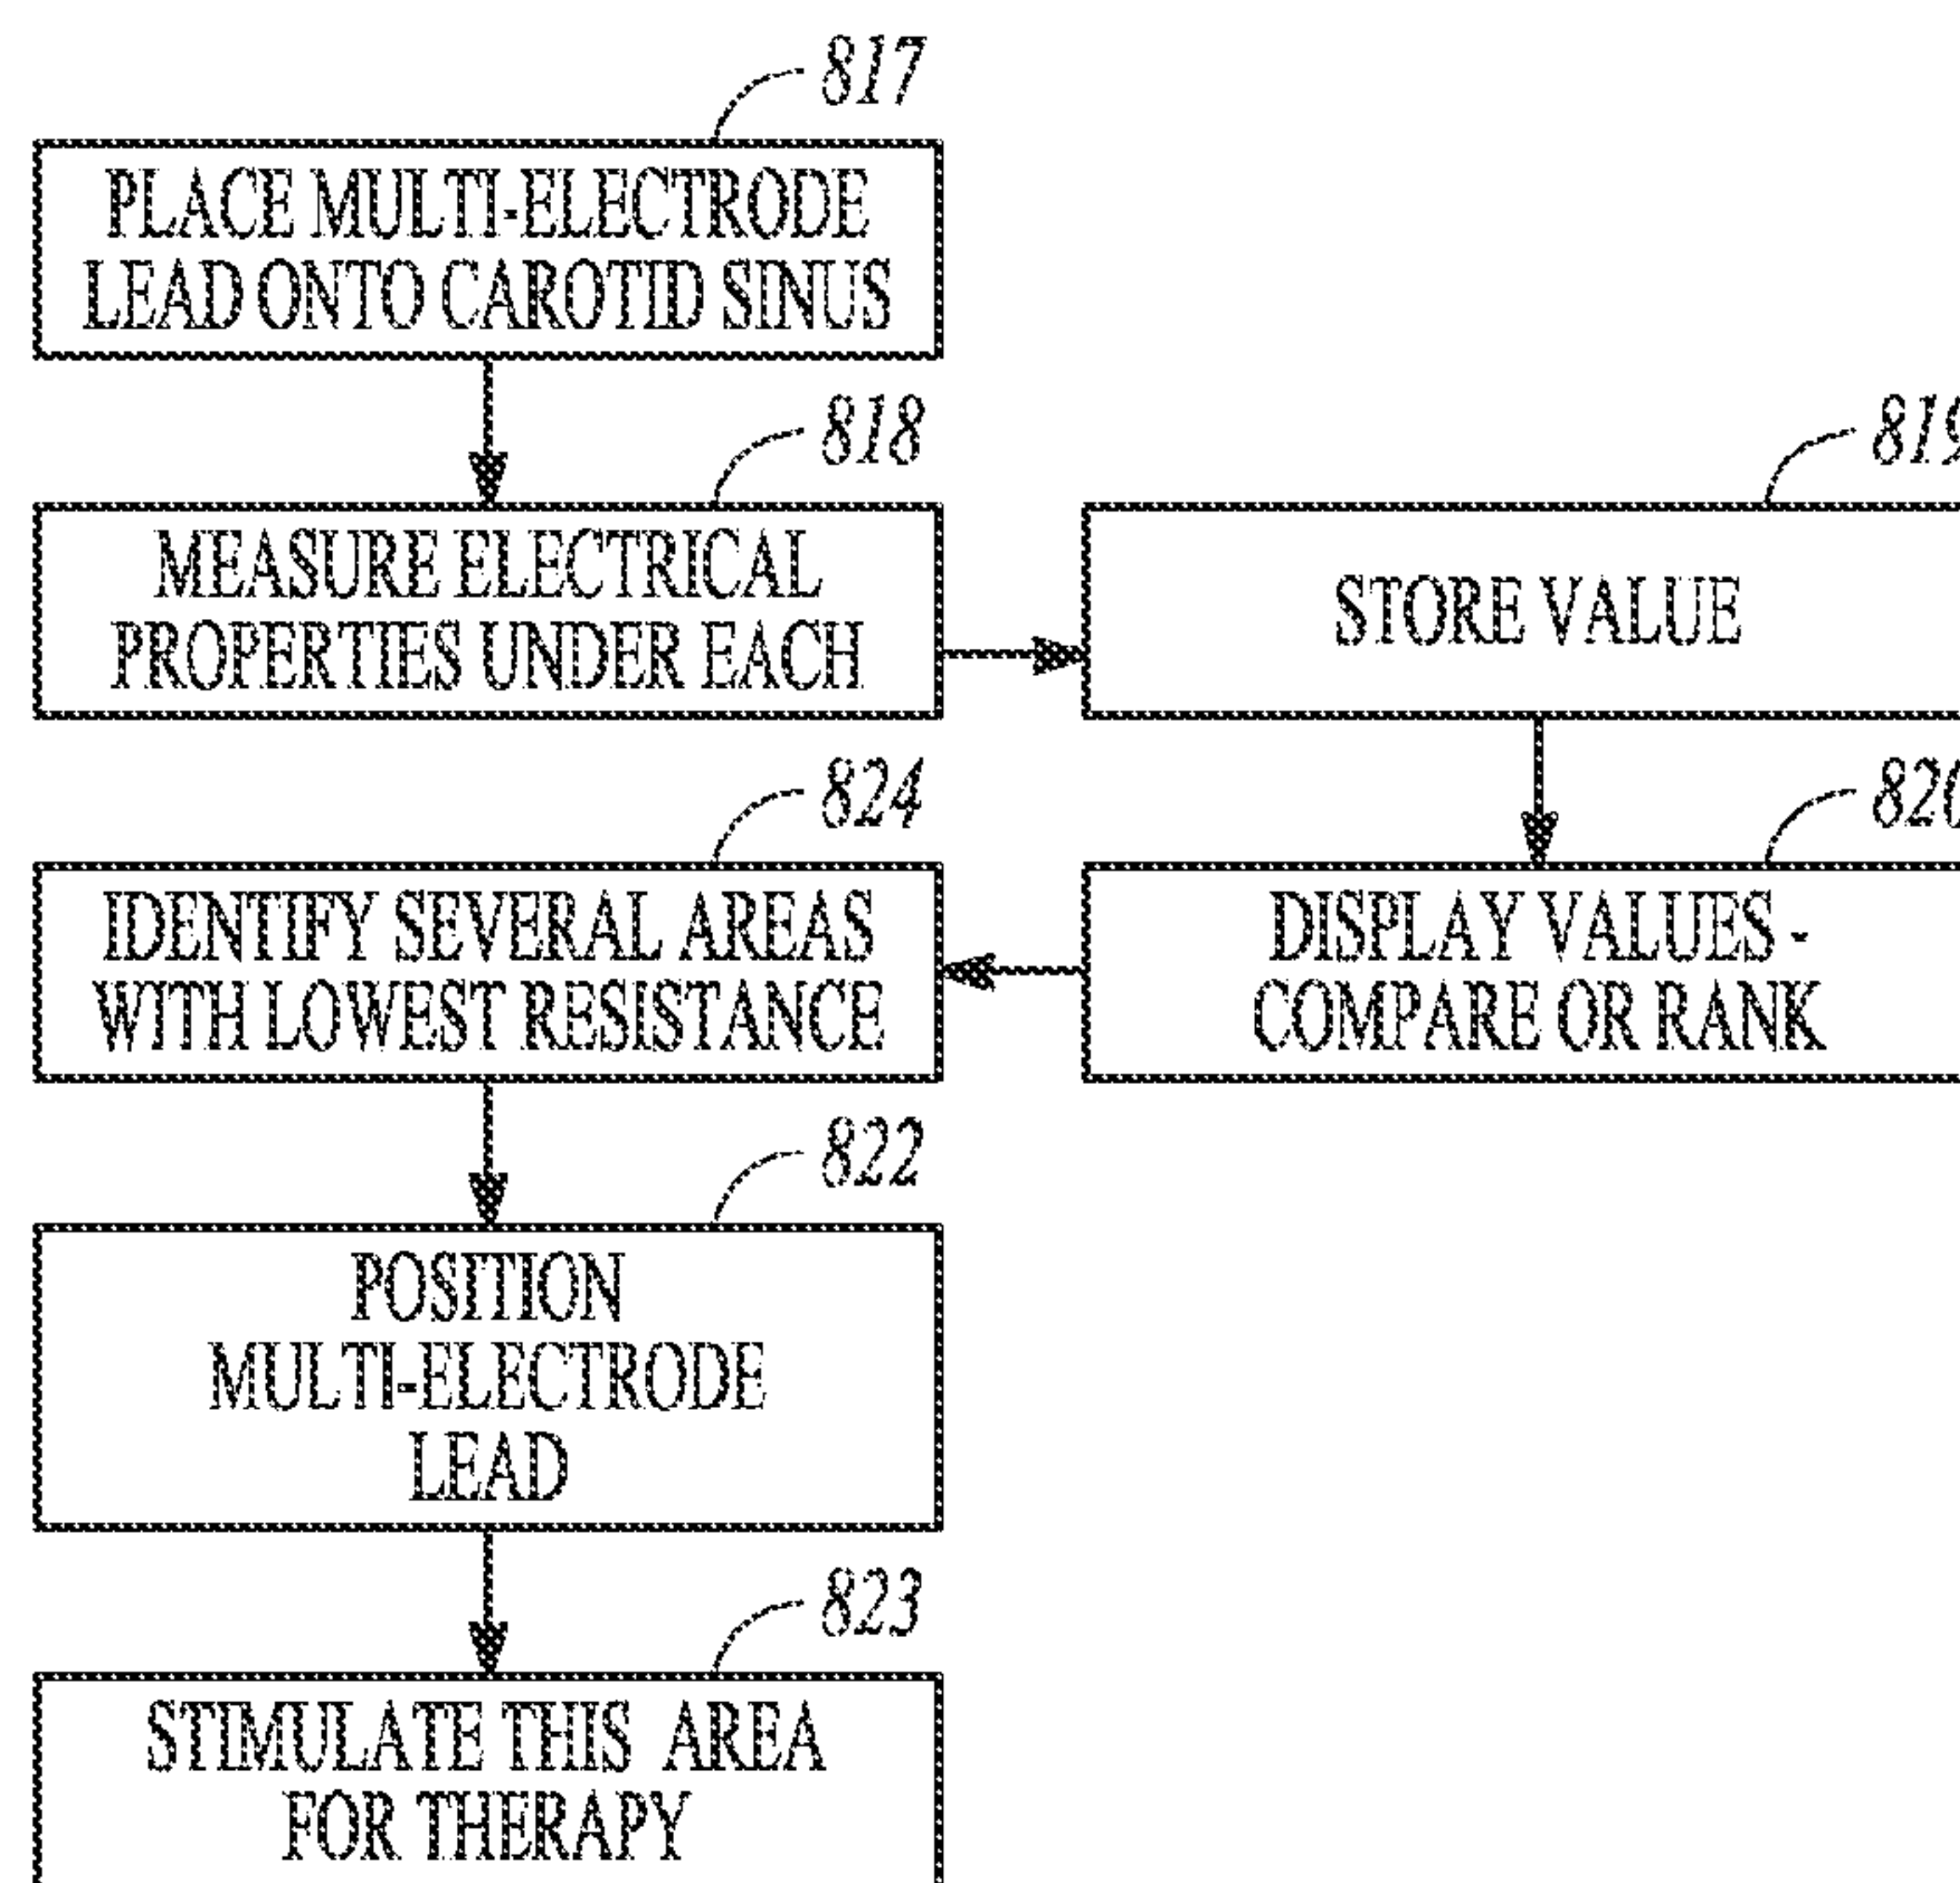 817
PLACE MULTI-ELECTRODE
LEAD ONTO CAROTID SINUS
818
MEASURE ELECTRICAL
PROPERTIES UNDER EACH
819
STORE VALUE
820
DISPLAY VALUES -
COMPARE OR RANK
824
IDENTIFY SEVERAL AREAS
WITH LOWEST RESISTANCE
822
POSITION
MULTI-ELECTRODE
LEAD
823
STIMULATE THIS AREA
FOR THERAPY